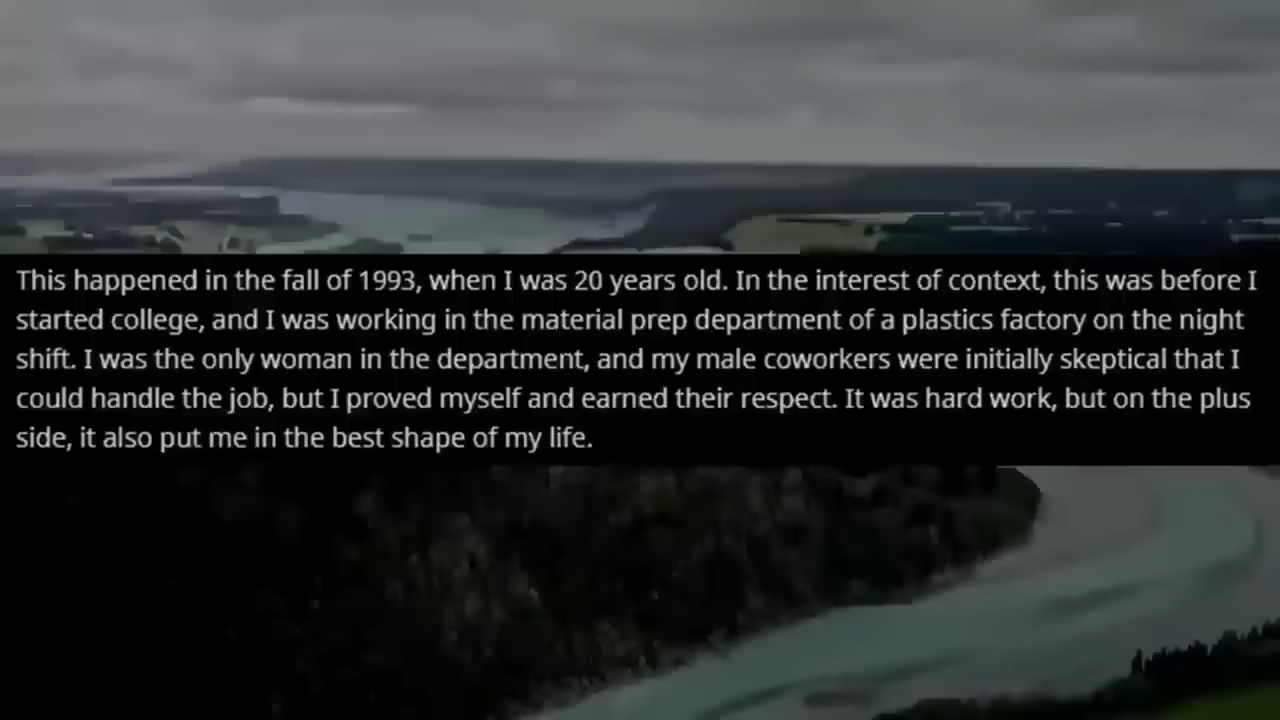 This happened in the fall of 1993, when I was 20 years old. In the interest of context, this was before I
started college, and I was working in the material prep department of a plastics factory on the night
shift. I was the only woman in the department, and my male coworkers were initially skeptical that I
could handle the job, but I proved myself and earned their respect. It was hard work, but on the plus
side, it also put me in the best shape of my life.